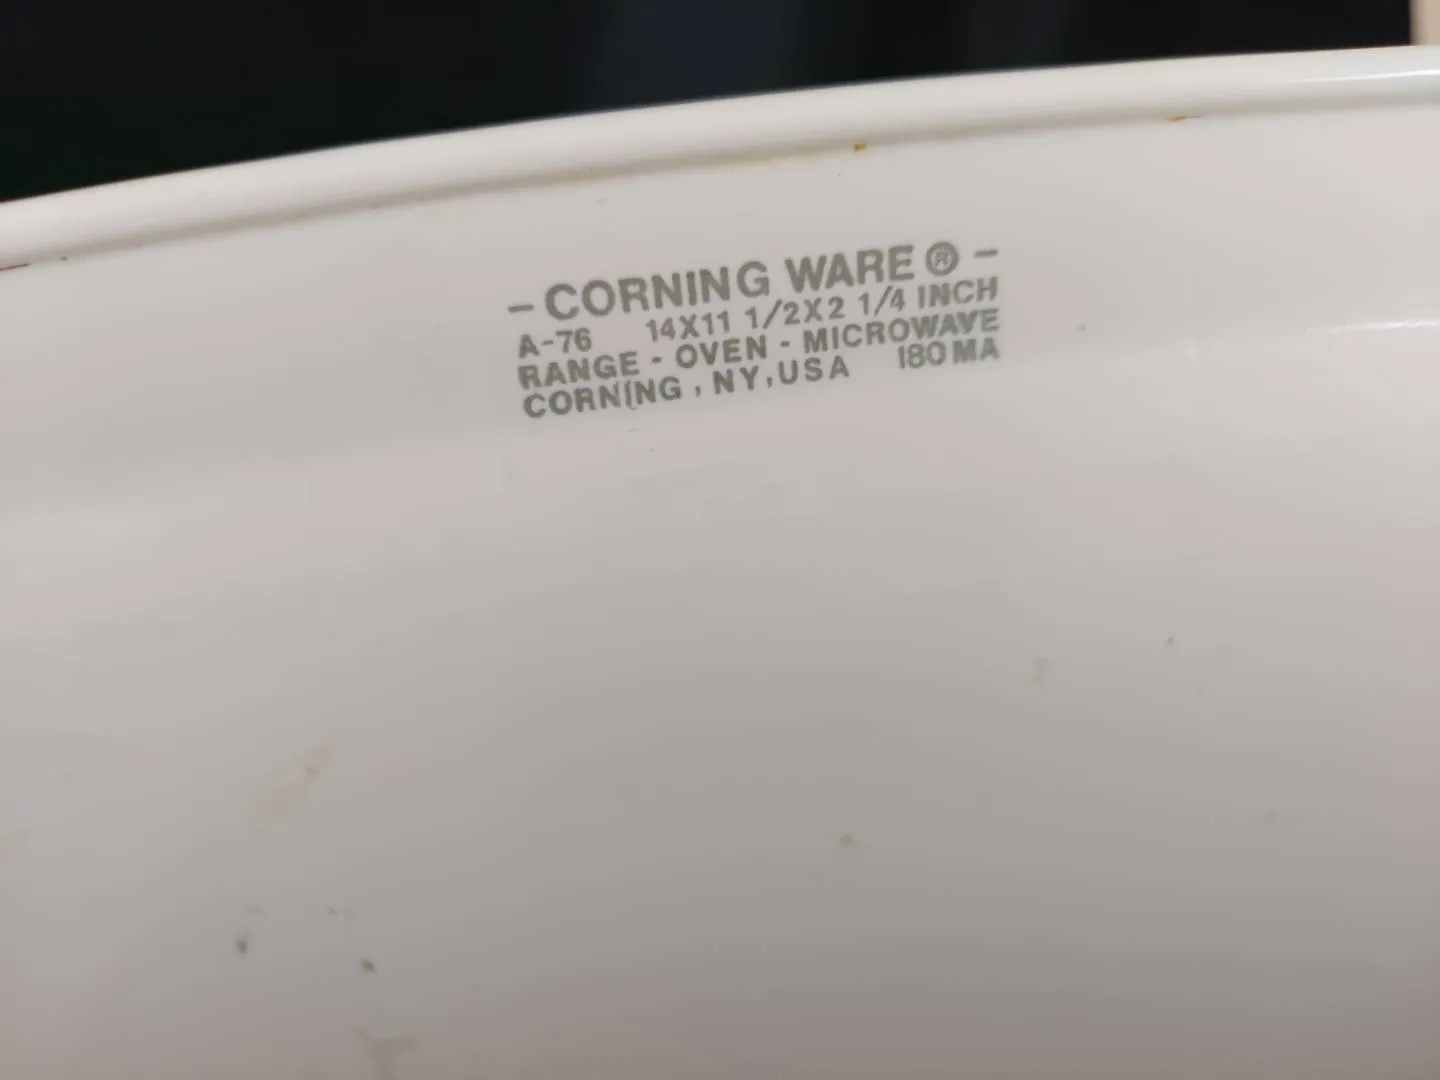 -CORNING WARE®-
A-76 14X11 1/2X2 1/4 INCH
RANGE - OVEN - MICROWAVE
CORNING, NY, USA 180 MA